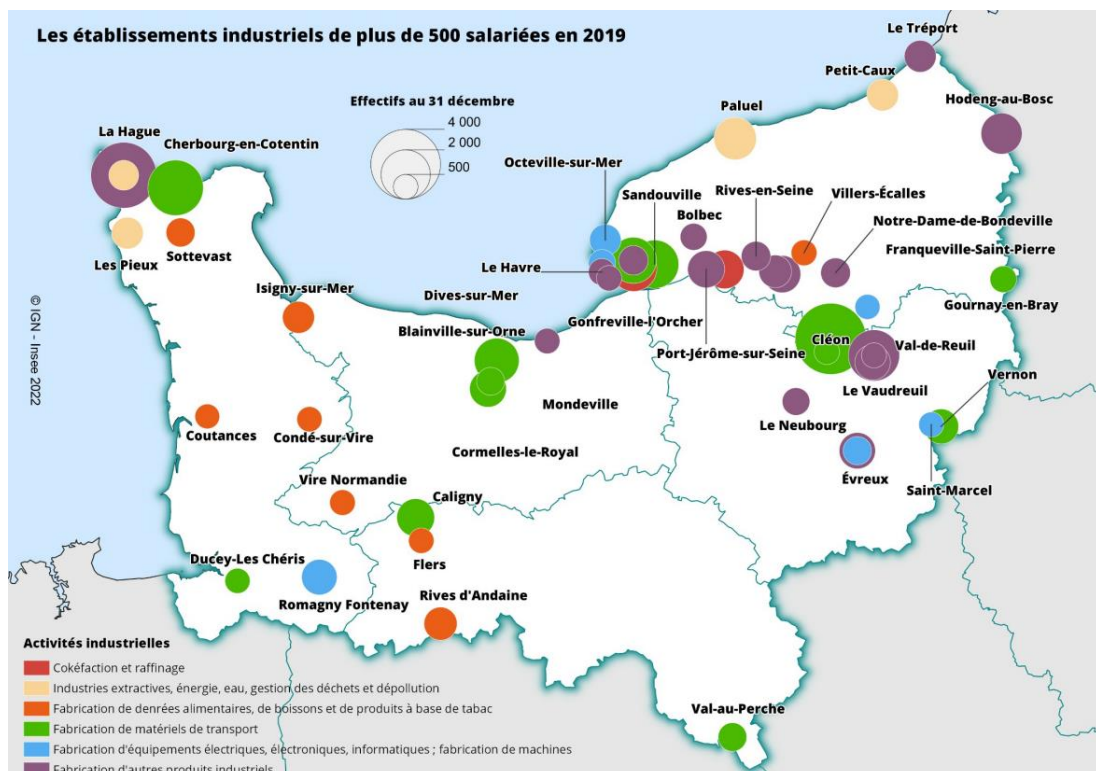 Les établissements industriels de plus de 500 salariées en 2019
Le Tréport
Petit-Caux
Effectifs au 31 décembre
4 000
2 000
500
Paluel
Hodeng-au-Bosc
La Hague
Cherbourg-en-Cotentin
Octeville-sur-Mer
Sandouville
Rives-en-Seine
Villers-Écalles
Bolbec
Notre-Dame-de-Bondeville
Franqueville-Saint-Pierre
Les Pieux
Sottevast
Le Havre
Isigny-sur-Mer
Dives-sur-Mer
Gournay-en-Bray
Blainville-sur-Orne
Gonfreville-l'Orcher
Port-Jérôme-sur-Seine
Cléon
Val-de-Reuil
Le Vaudreuil
Vernon
© IGN - Insee 2022
Mondeville
Le Neubourg
Coutances
Condé-sur-Vire
Cormelles-le-Royal
Évreux
Saint-Marcel
Vire Normandie
Caligny
Flers
Ducey-Les Chéris
Romagny Fontenay
Rives d'Andaine
Val-au-Perche
Activités industrielles
Cokéfaction et raffinage
Industries extractives, énergie, eau, gestion des déchets et dépollution
Fabrication de denrées alimentaires, de boissons et de produits à base de tabac
Fabrication de matériels de transport
Fabrication d'équipements électriques, électroniques, informatiques ; fabrication de machines
Fabrication d'autres produits industriels